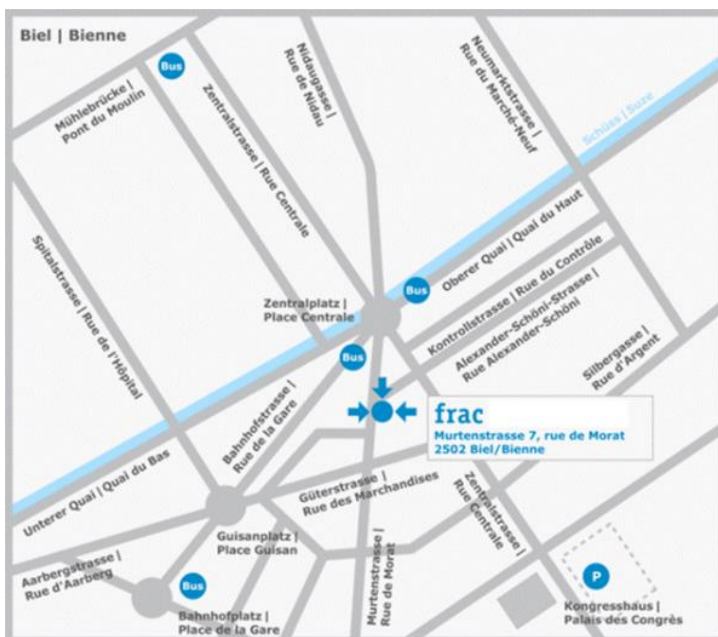 Biel | Bienne
Bus
Mühlebrücke |
Pont du Moulin
Zentralstrasse | Rue Centrale
Nidaugasse |
Rue de Nidau
Neumarktstrasse |
Rue du Marché-Neuf
Schüss | Suze
Spitalstrasse | Rue de l'Hôpital
Zentralplatz |
Place Centrale
Bus
Oberer Quai | Quai du Haut
Kontrollstrasse | Rue du Contrôle
Alexander-Schöni-Strasse |
Rue Alexander-Schöni
Silbergasse |
Rue d'Argent
Bus
Bahnhofstrasse |
Rue de la Gare
frac
Murtenstrasse 7, rue de Morat
2502 Biel/Bienne
Unterer Quai | Quai du Bas
Güterstrasse |
Rue des Marchandises
Zentralstrasse |
Rue Centrale
Guisanplatz |
Place Guisan
Aarbergstrasse |
Rue d'Aarberg
Bus
Bahnhofplatz |
Place de la Gare
Murtenstrasse |
Rue de Morat
P
Kongresshaus |
Palais des Congrès